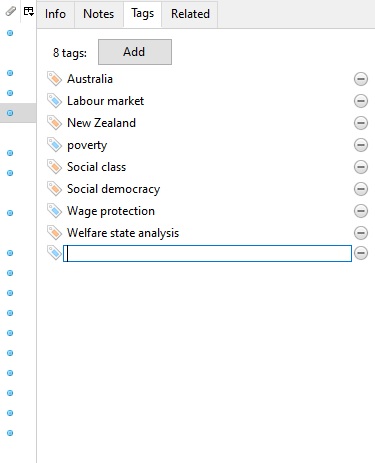 Info Notes Tags Related
8 tags: Add
Australia
Labour market
New Zealand
poverty
Social class
Social democracy
Wage protection
Welfare state analysis